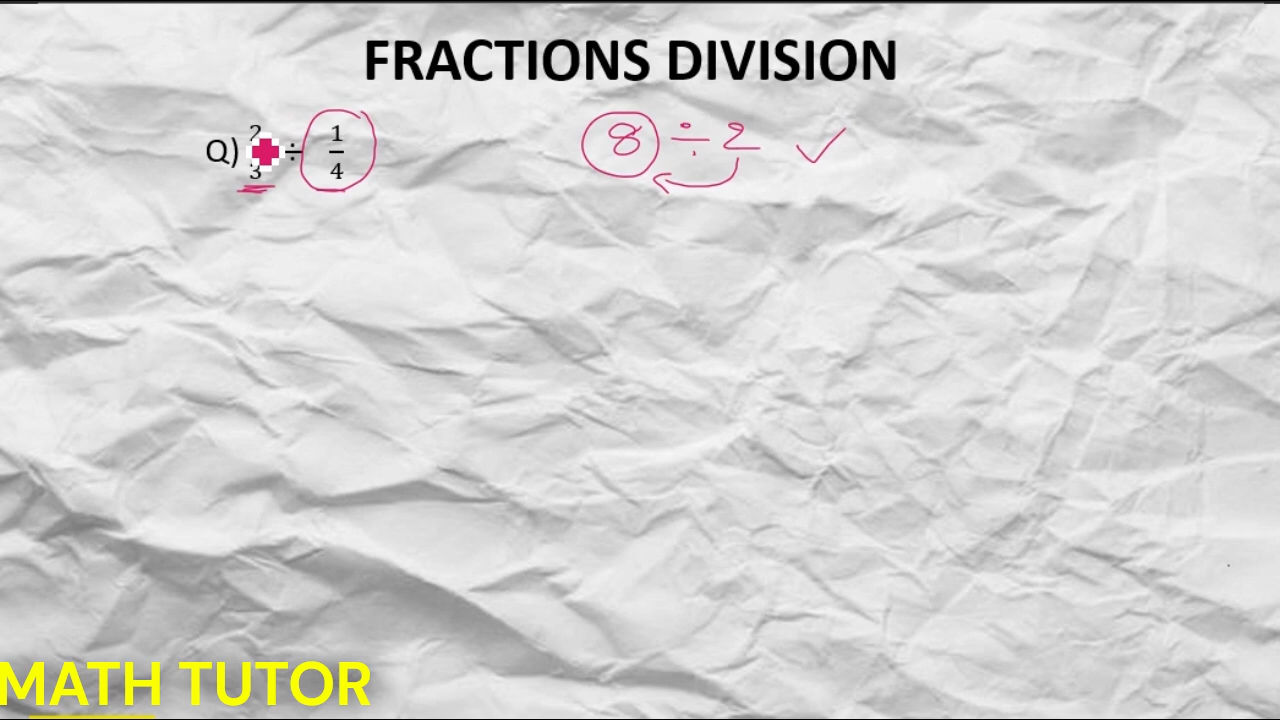 FRACTIONS DIVISION
Q) 2/3 ÷ 1/4
8 ÷ 2 ✓
MATH TUTOR